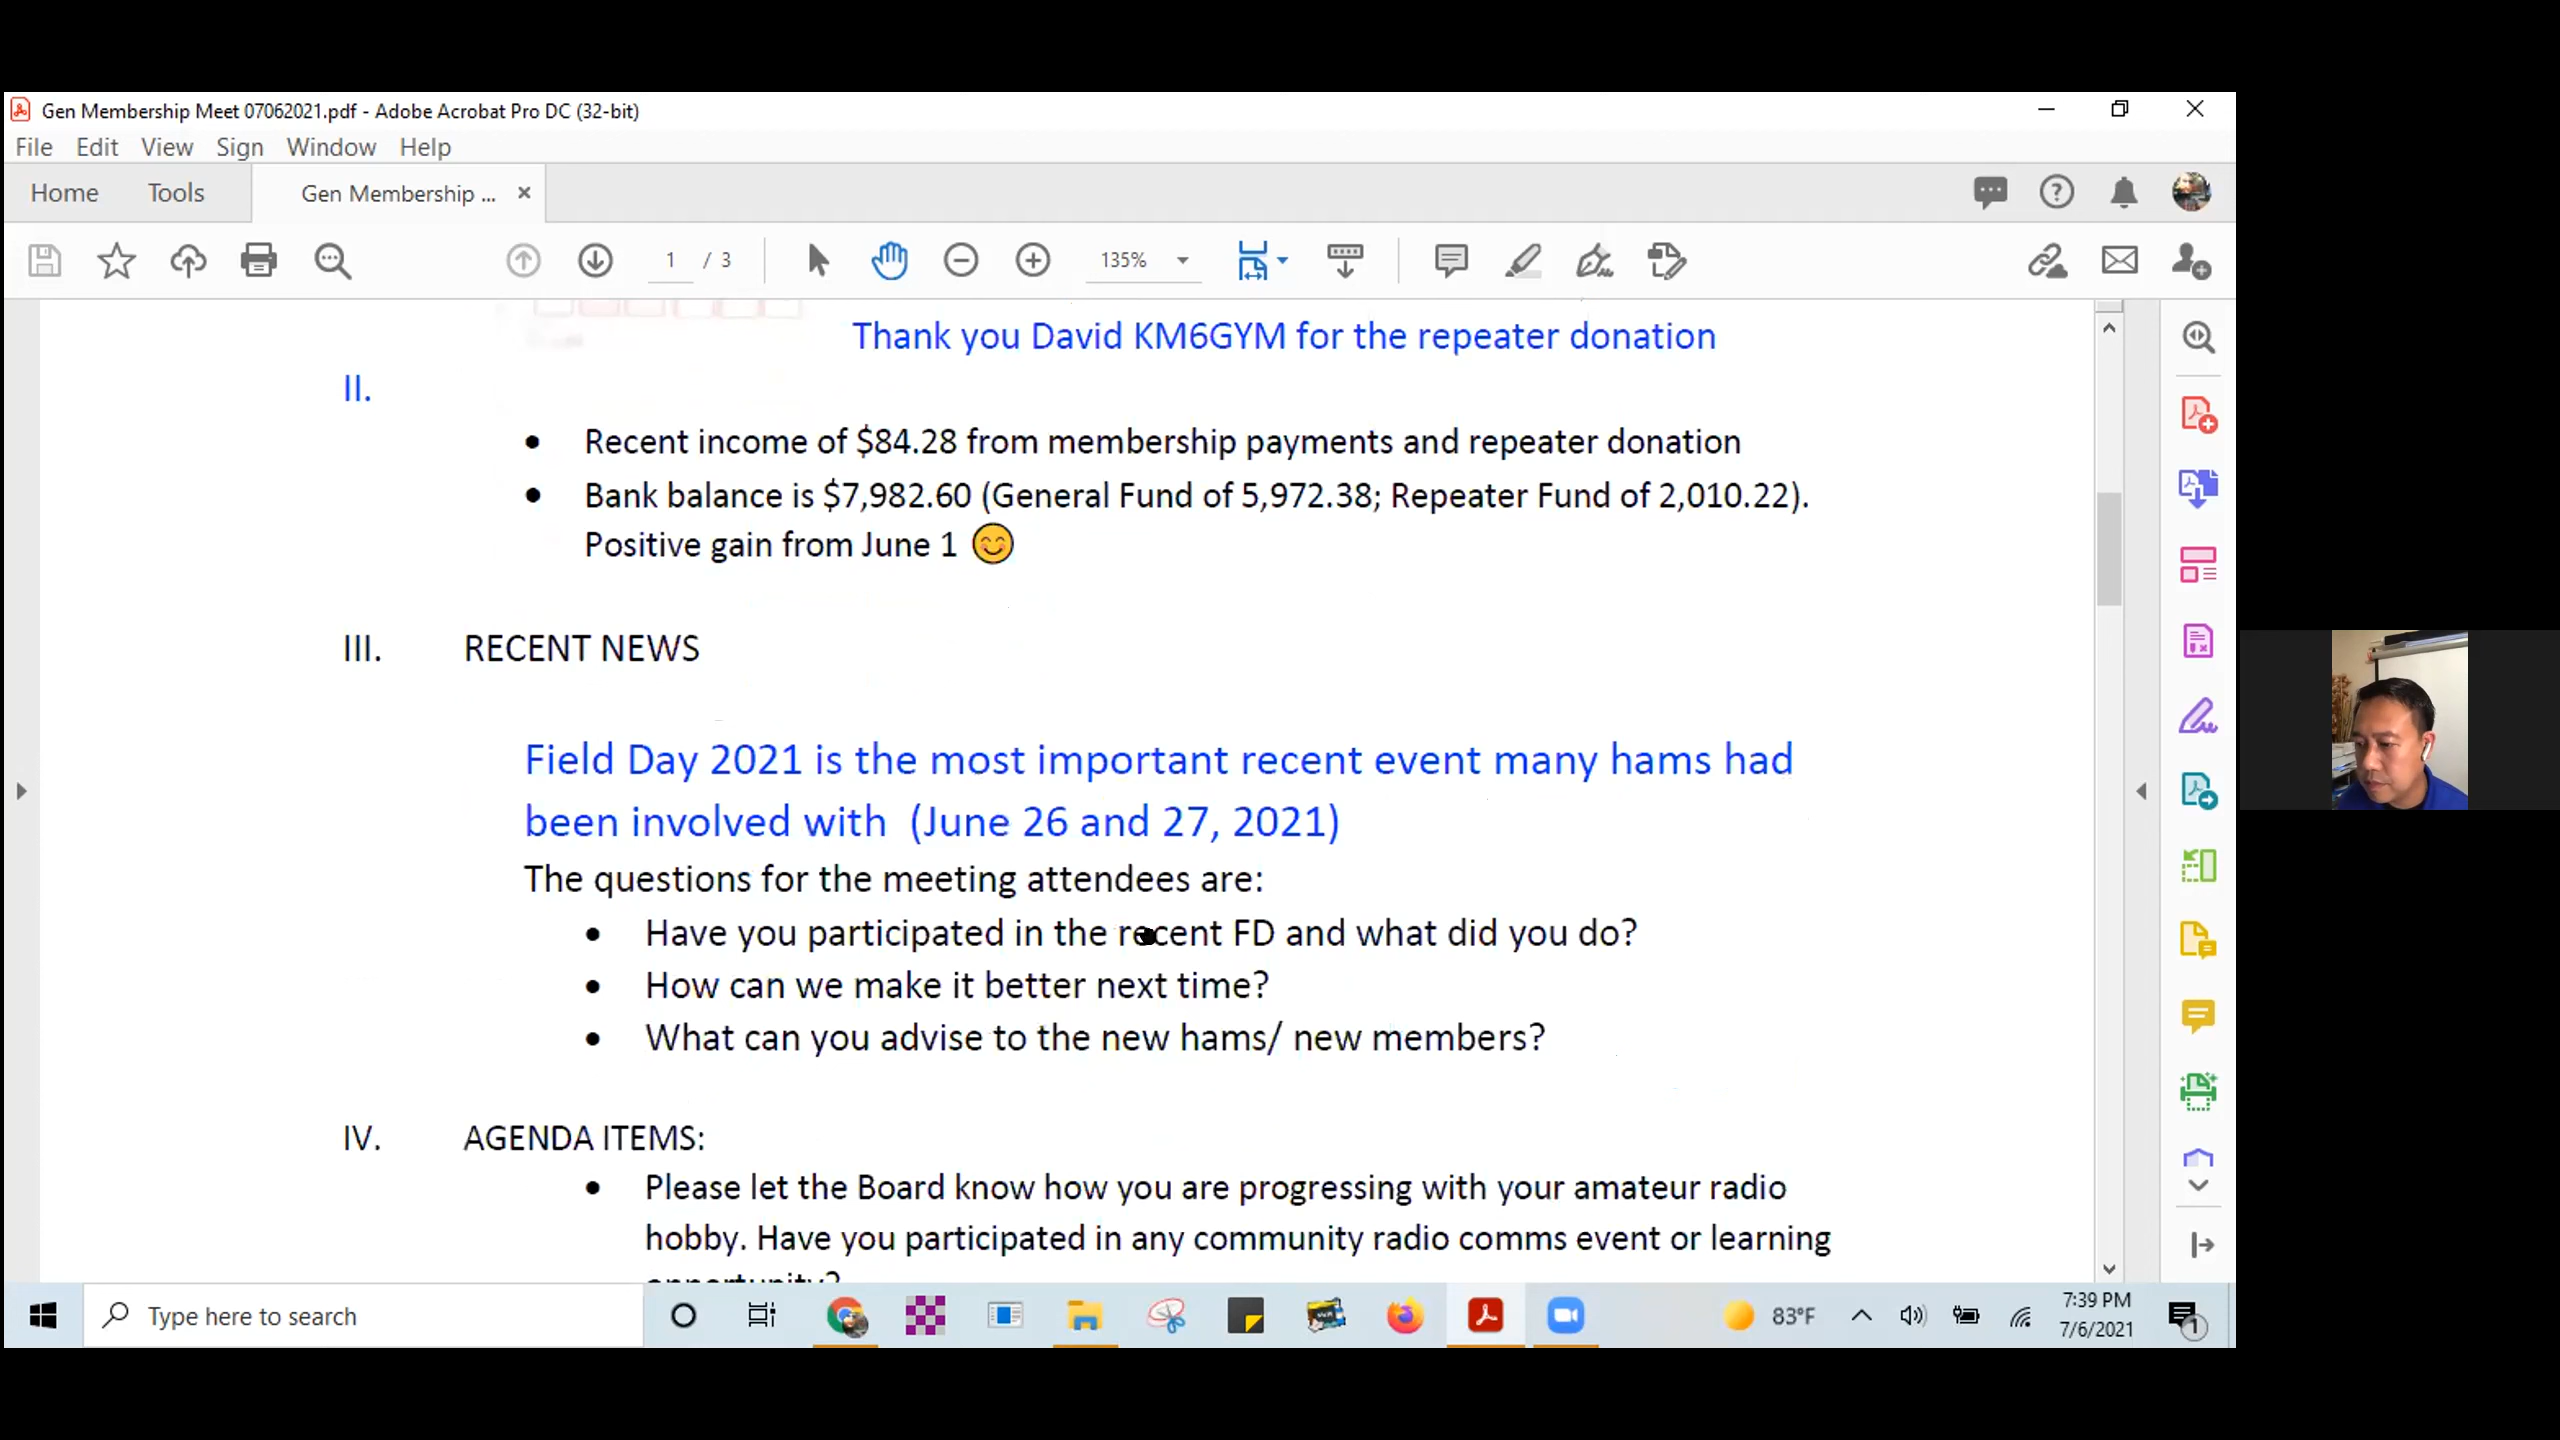 Gen Membership Meet 07062021.pdf - Adobe Acrobat Pro DC (32-bit)
File Edit View Sign Window Help
Home Tools Gen Membership ...
1 / 3 135%
Thank you David KM6GYM for the repeater donation
II.
• Recent income of $84.28 from membership payments and repeater donation
• Bank balance is $7,982.60 (General Fund of 5,972.38; Repeater Fund of 2,010.22).
Positive gain from June 1 😊
III. RECENT NEWS
Field Day 2021 is the most important recent event many hams had
been involved with (June 26 and 27, 2021)
The questions for the meeting attendees are:
• Have you participated in the recent FD and what did you do?
• How can we make it better next time?
• What can you advise to the new hams/ new members?
IV. AGENDA ITEMS:
• Please let the Board know how you are progressing with your amateur radio
hobby. Have you participated in any community radio comms event or learning
opportunity?
Type here to search
83°F
7:39 PM
7/6/2021
1